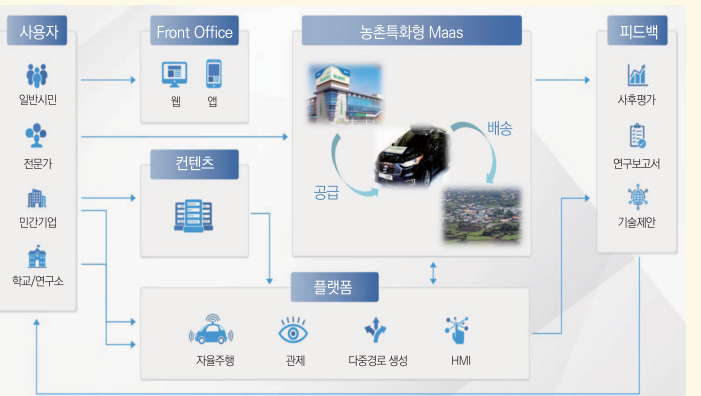 사용자
일반시민
전문가
민간기업
학교/연구소
Front Office
웹
앱
컨텐츠
농촌특화형 Maas
공급
배송
플랫폼
자율주행
관제
다중경로 생성
HMI
피드백
사후평가
연구보고서
기술제안